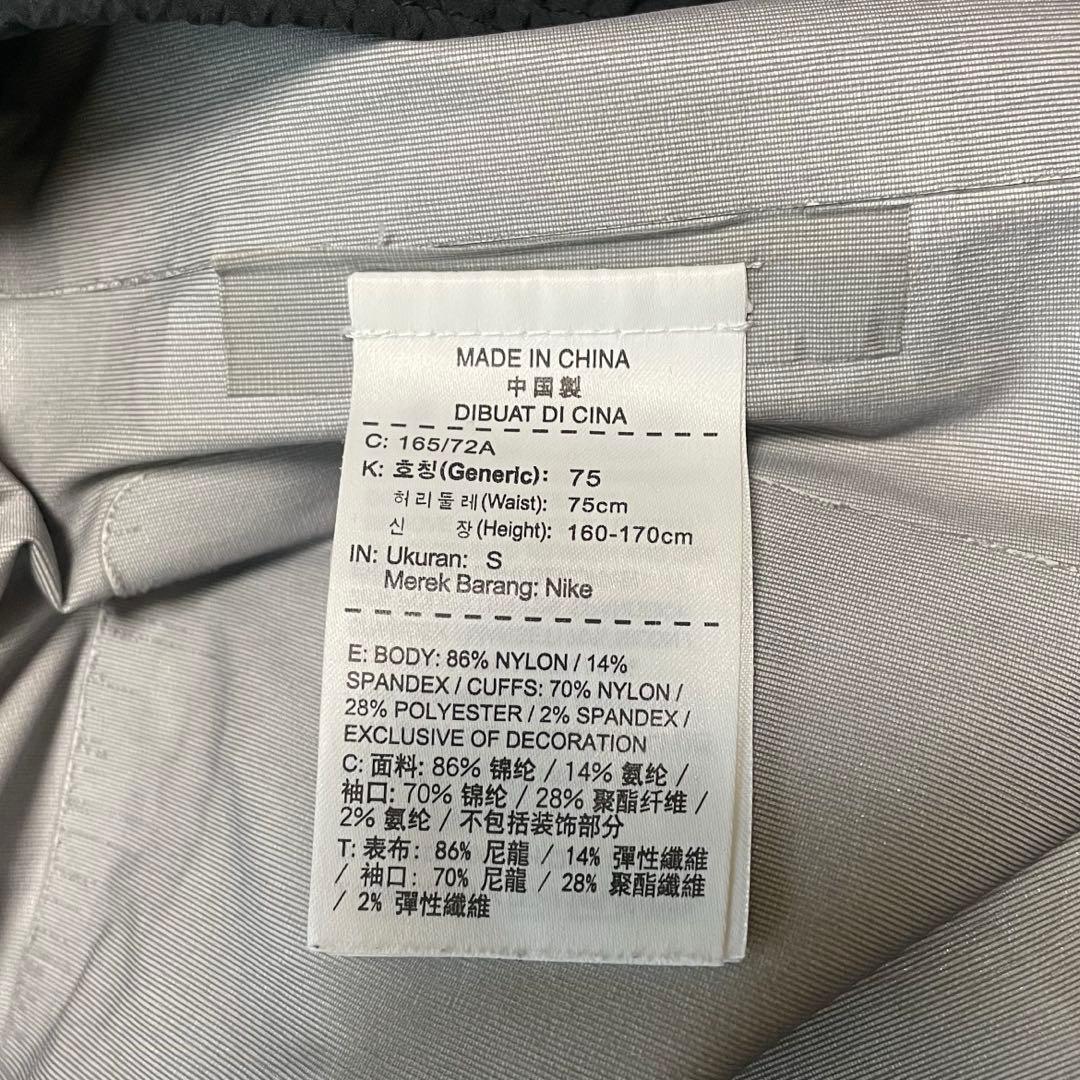 MADE IN CHINA
中国製
DIBUAT DI CINA
C: 165/72A
K: 호칭(Generic): 75
허리둘레(Waist): 75cm
신 장(Height): 160-170cm
IN: Ukuran: S
Merek Barang: Nike
E: BODY: 86% NYLON / 14%
SPANDEX / CUFFS: 70% NYLON /
28% POLYESTER / 2% SPANDEX /
EXCLUSIVE OF DECORATION
C: 面料: 86% 锦纶 / 14% 氨纶 /
袖口: 70% 锦纶 / 28% 聚酯纤维 /
2% 氨纶 / 不包括装饰部分
T: 表布: 86% 尼龍 / 14% 彈性纖維
/ 袖口: 70% 尼龍 / 28% 聚酯纖維
/ 2% 彈性纖維